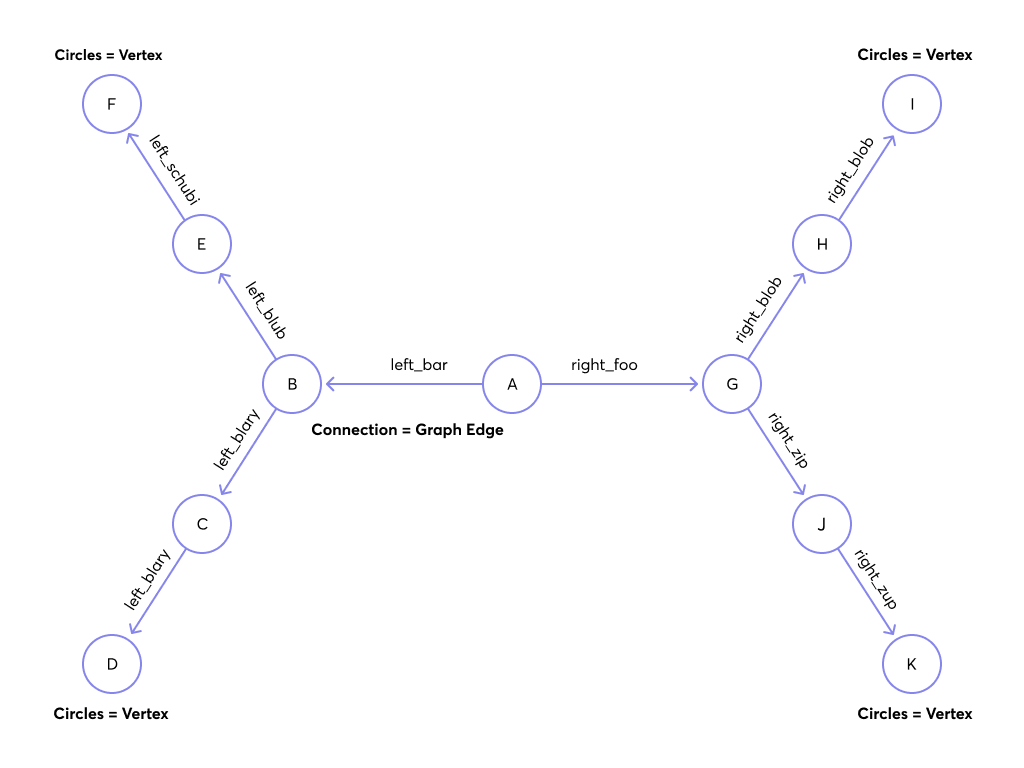 Circles = Vertex
Circles = Vertex
F
I
left_schubi
right_blob
E
H
left_blub
right_blob
left_bar
right_foo
B
A
G
left_blary
Connection = Graph Edge
right_zip
C
J
left_blary
right_zup
D
K
Circles = Vertex
Circles = Vertex